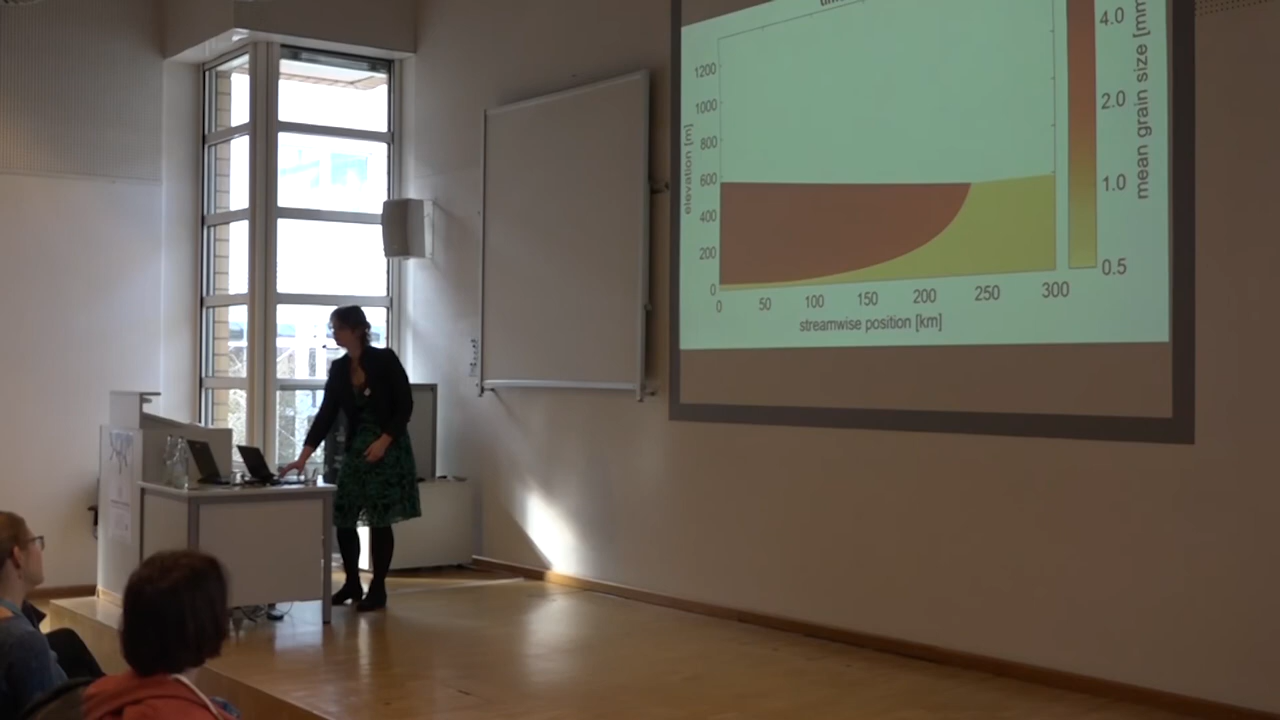 tim
1200
1000
800
600
400
200
0
elevation [m]
0 50 100 150 200 250 300
streamwise position [km]
4.0
2.0
1.0
0.5
mean grain size [mm